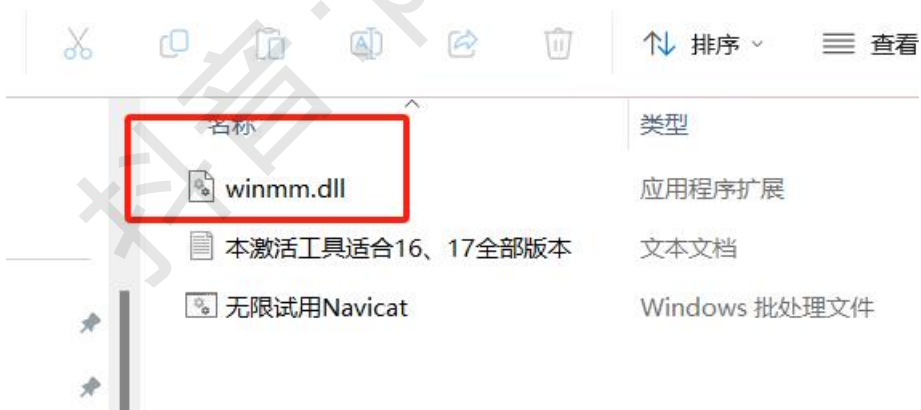 排序
查看
名称
类型
winmm.dll
应用程序扩展
本激活工具适合16、17全部版本
文本文档
无限试用Navicat
Windows 批处理文件
抖音